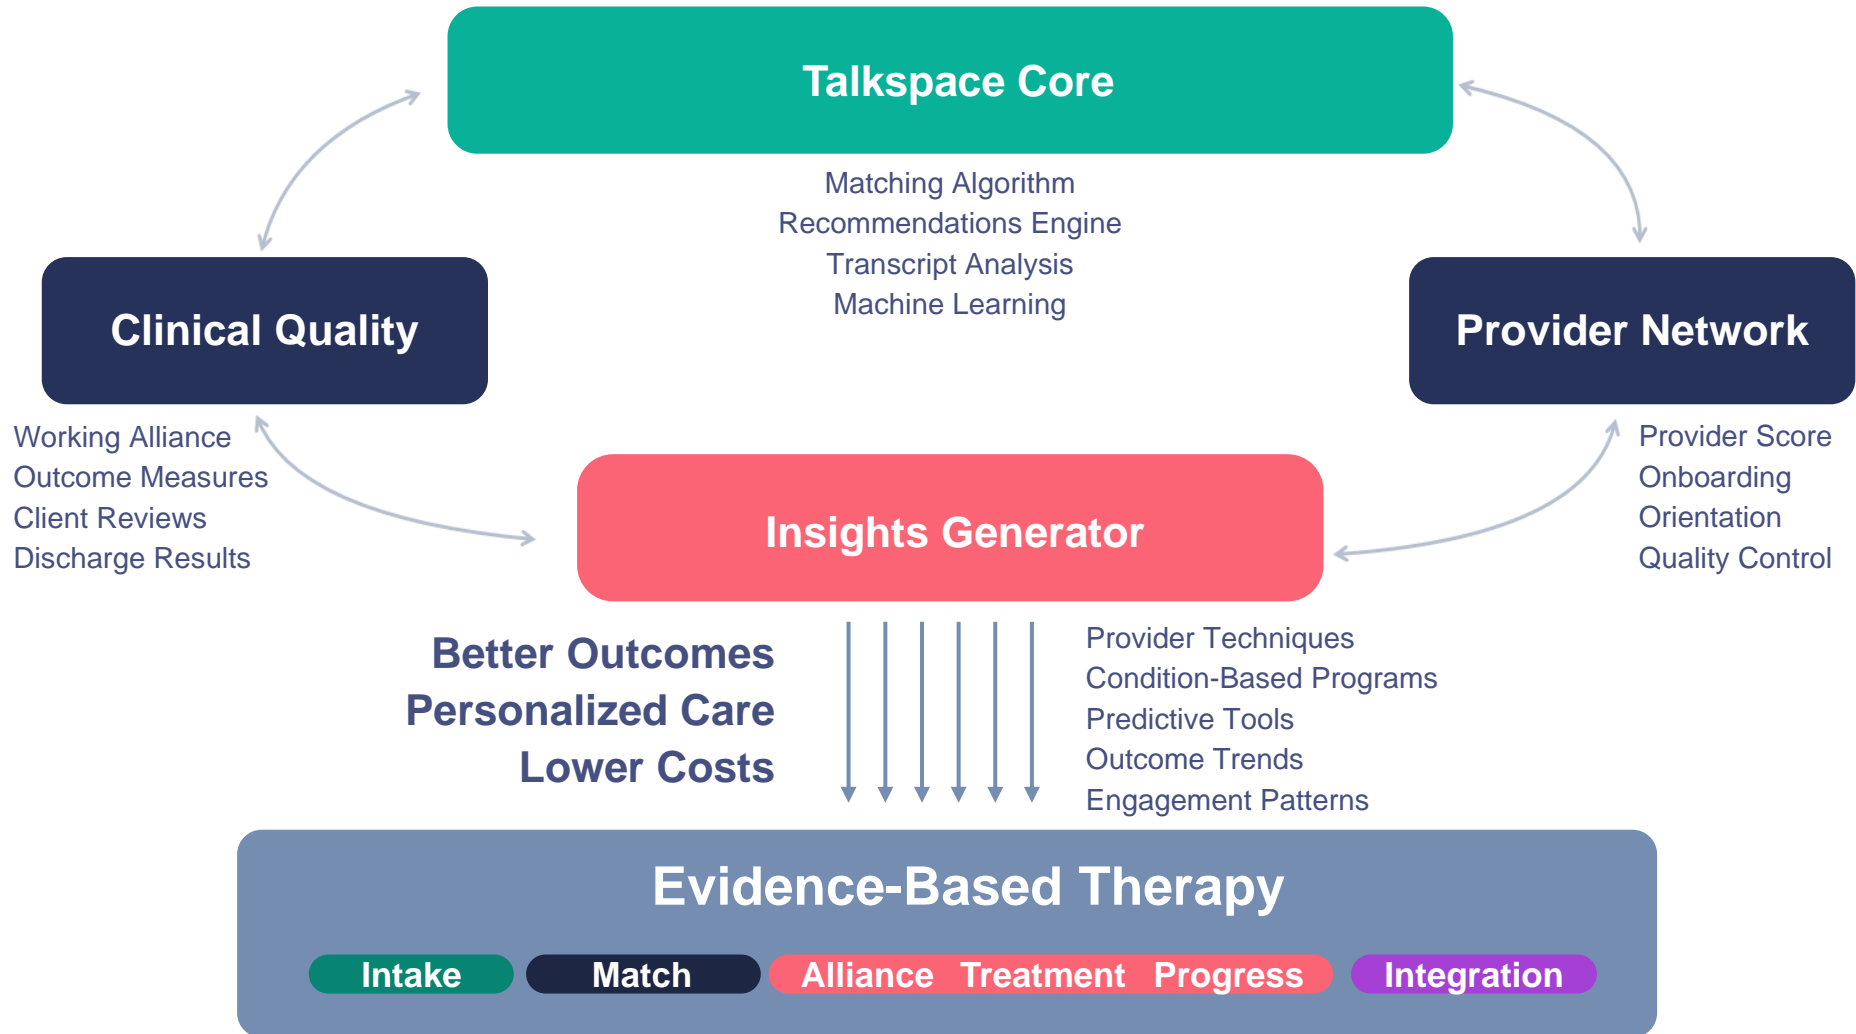 Talkspace Core
Matching Algorithm
Recommendations Engine
Transcript Analysis
Machine Learning
Clinical Quality
Provider Network
Working Alliance
Outcome Measures
Client Reviews
Discharge Results
Provider Score
Onboarding
Orientation
Quality Control
Insights Generator
Better Outcomes
Personalized Care
Lower Costs
Provider Techniques
Condition-Based Programs
Predictive Tools
Outcome Trends
Engagement Patterns
Evidence-Based Therapy
Intake Match Alliance Treatment Progress Integration